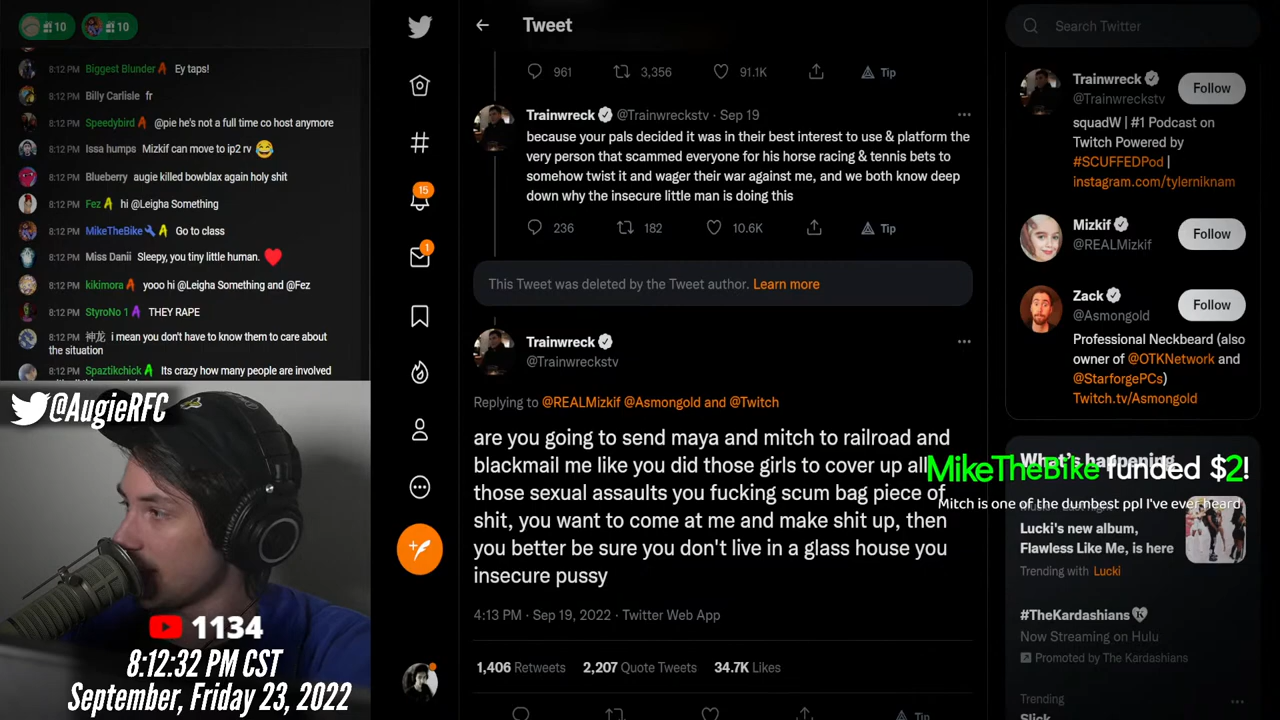 10
10
8:12 PM Biggest Blunder Ey taps!
8:12 PM Billy Carlisle fr
8:12 PM Speedybird @pie he's not a full time co host anymore
8:12 PM Issa humps Mizkif can move to ip2 rv 😂
8:12 PM Blueberry augie killed bowblax again holy shit
8:12 PM Fez hi @Leigha Something
8:12 PM MikeTheBike Go to class
8:12 PM Miss Danii Sleepy, you tiny little human. ♥
8:12 PM kikimora yooo hi @Leigha Something and @Fez
8:12 PM StyroNo 1 THEY RAPE
8:12 PM 神龙 i mean you don't have to know them to care about
the situation
8:12 PM Spaztikchick Its crazy how many people are involved
@AugieRFC
1134
8:12:32 PM CST
September, Friday 23, 2022
15
1
Tweet
961 3,356 91.1K Tip
Trainwreck @Trainwreckstv · Sep 19
because your pals decided it was in their best interest to use & platform the
very person that scammed everyone for his horse racing & tennis bets to
somehow twist it and wager their war against me, and we both know deep
down why the insecure little man is doing this
236 182 10.6K Tip
This Tweet was deleted by the Tweet author. Learn more
Trainwreck
@Trainwreckstv
Replying to @REALMizkif @Asmongold and @Twitch
are you going to send maya and mitch to railroad and
blackmail me like you did those girls to cover up all
those sexual assaults you fucking scum bag piece of
shit, you want to come at me and make shit up, then
you better be sure you don't live in a glass house you
insecure pussy
4:13 PM · Sep 19, 2022 · Twitter Web App
1,406 Retweets 2,207 Quote Tweets 34.7K Likes
Tip
Search Twitter
Trainwreck
@Trainwreckstv
Follow
squadW | #1 Podcast on
Twitch Powered by
#SCUFFEDPod |
instagram.com/tylerniknam
Mizkif
@REALMizkif
Follow
Zack
@Asmongold
Follow
Professional Neckbeard (also
owner of @OTKNetwork and
@StarforgePCs)
Twitch.tv/Asmongold
What's happening
MikeTheBike funded $2!
Mitch is one of the dumbest ppl I've ever heard
Lucki's new album,
Flawless Like Me, is here
Trending with Lucki
#TheKardashians
Now Streaming on Hulu
Promoted by The Kardashians
Trending
Slick